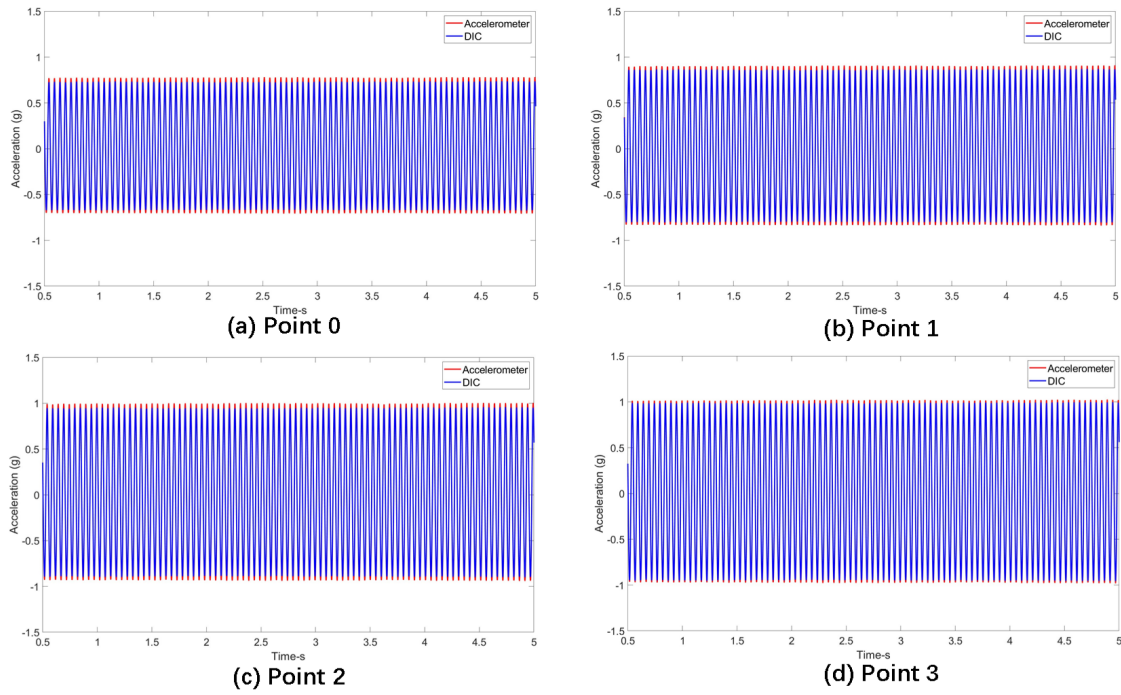 Accelerometer
DIC
Acceleration (g)
1.5
1
0.5
0
-0.5
-1
-1.5
0.5 1 1.5 2 2.5 3 3.5 4 4.5 5
Time-s
(a) Point 0
Accelerometer
DIC
Acceleration (g)
1.5
1
0.5
0
-0.5
-1
-1.5
0.5 1 1.5 2 2.5 3 3.5 4 4.5 5
Time-s
(b) Point 1
Accelerometer
DIC
Acceleration (g)
1.5
1
0.5
0
-0.5
-1
-1.5
0.5 1 1.5 2 2.5 3 3.5 4 4.5 5
Time-s
(c) Point 2
Accelerometer
DIC
Acceleration (g)
1.5
1
0.5
0
-0.5
-1
-1.5
0.5 1 1.5 2 2.5 3 3.5 4 4.5 5
Time-s
(d) Point 3